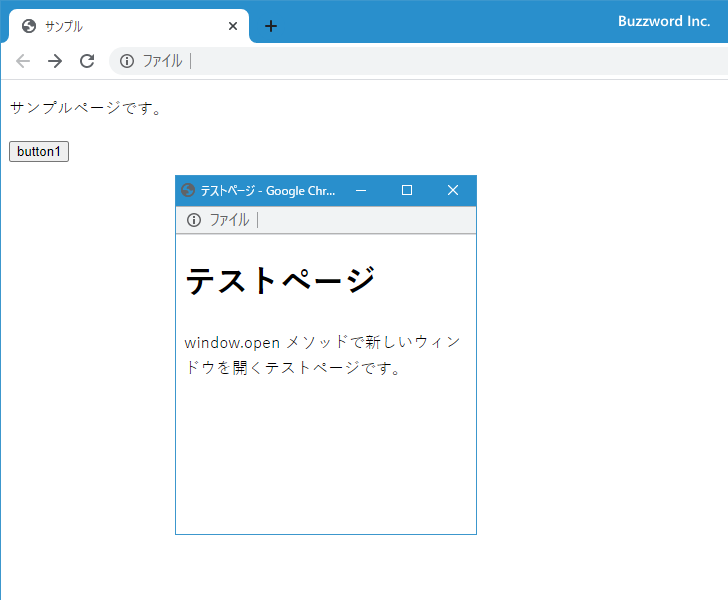 サンプル
Buzzword Inc.
ファイル
サンプルページです。
button1
テストページ - Google Chr...
ファイル
テストページ
window.open メソッドで新しいウィン
ドウを開くテストページです。